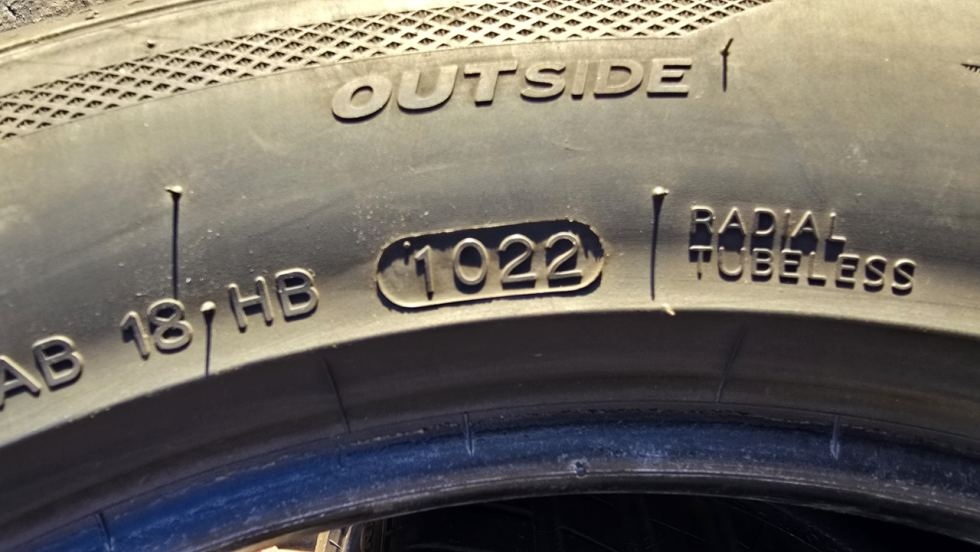 OUTSIDE
AB 18 HB
1022
RADIAL
TUBELESS